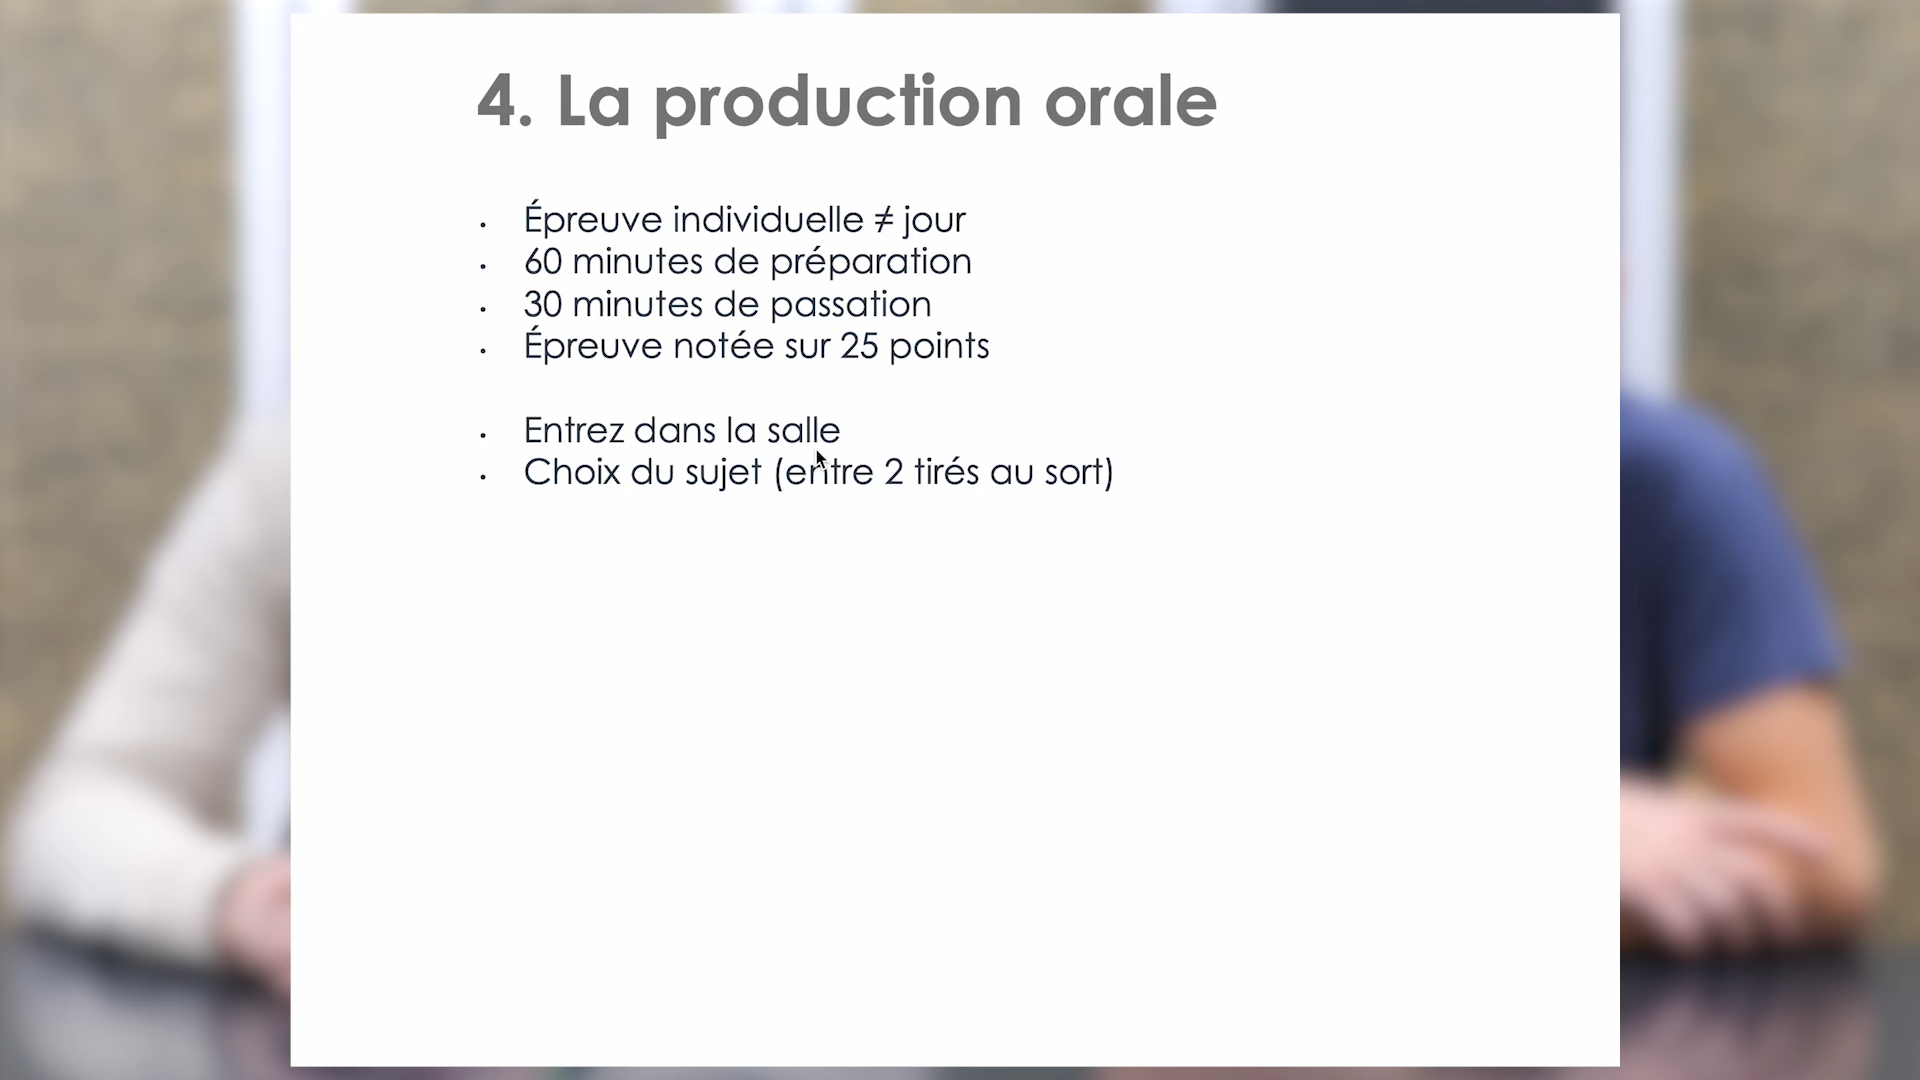 4. La production orale
• Épreuve individuelle ≠ jour
• 60 minutes de préparation
• 30 minutes de passation
• Épreuve notée sur 25 points
• Entrez dans la salle
• Choix du sujet (entre 2 tirés au sort)